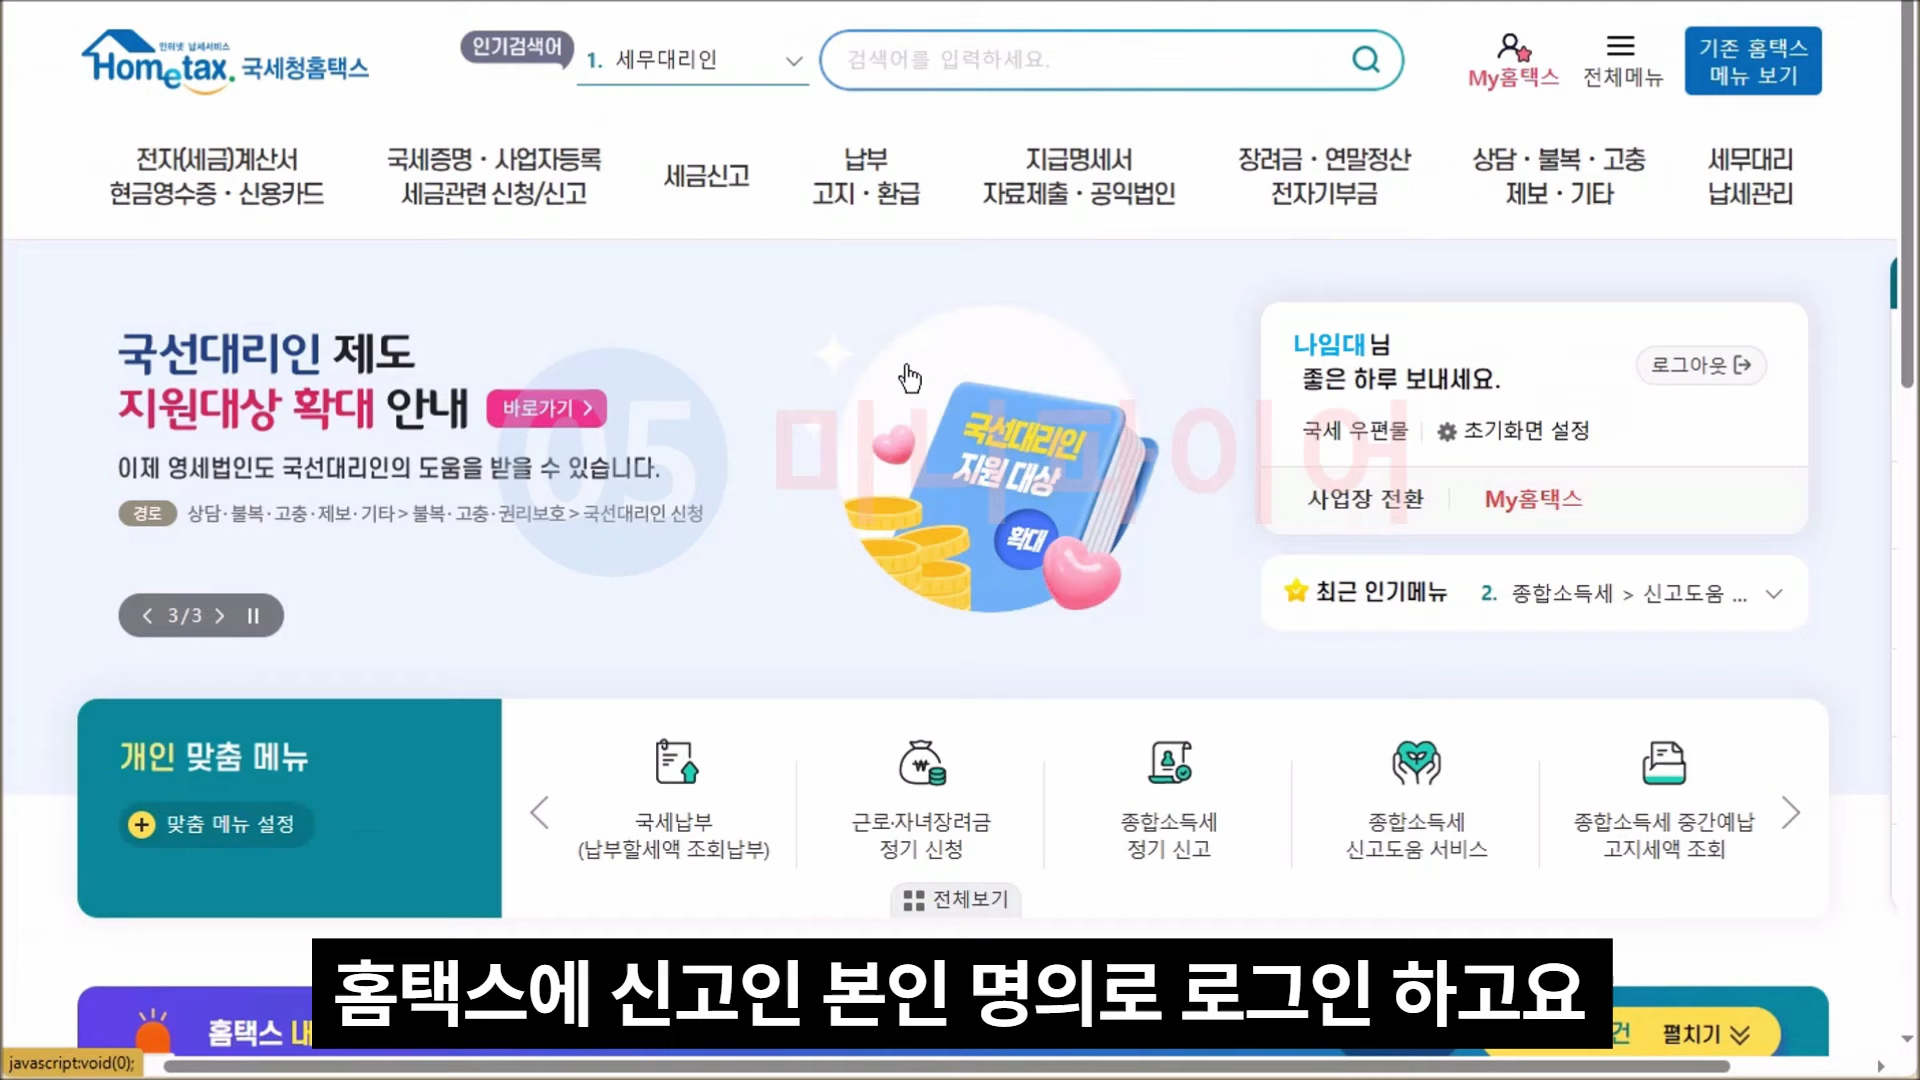 인터넷 납세서비스
Hometax. 국세청홈택스
인기검색어
1. 세무대리인
검색어를 입력하세요.
My홈택스
전체메뉴
기존 홈택스
메뉴 보기
전자(세금)계산서
현금영수증·신용카드
국세증명·사업자등록
세금관련 신청/신고
세금신고
납부
고지·환급
지급명세서
자료제출·공익법인
장려금·연말정산
전자기부금
상담·불복·고충
제보·기타
세무대리
납세관리
국선대리인 제도
지원대상 확대 안내
바로가기 >
이제 영세법인도 국선대리인의 도움을 받을 수 있습니다.
경로
상담·불복·고충·제보·기타 > 불복·고충·권리보호 > 국선대리인 신청
3/3
국선대리인
지원 대상
확대
05 미나파이어
나임대 님
좋은 하루 보내세요.
로그아웃
국세 우편물
초기화면 설정
사업장 전환
My홈택스
최근 인기메뉴
2. 종합소득세 > 신고도움 ...
개인 맞춤 메뉴
맞춤 메뉴 설정
국세납부
(납부할세액 조회납부)
근로·자녀장려금
정기 신청
종합소득세
정기 신고
종합소득세
신고도움 서비스
종합소득세 중간예납
고지세액 조회
전체보기
홈택스에 신고인 본인 명의로 로그인 하고요
홈택스 내
건
펼치기
javascript:void(0);